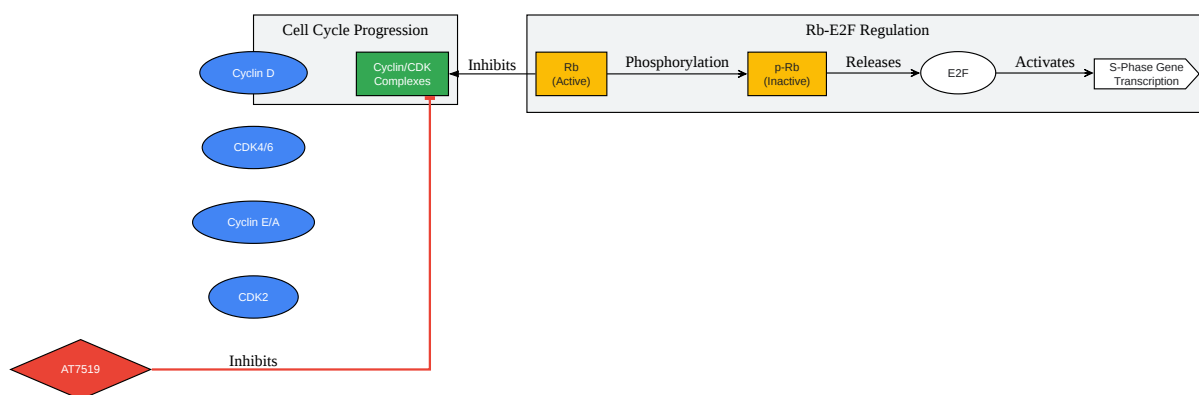 Cell Cycle Progression
Rb-E2F Regulation
Cyclin D
Cyclin/CDK
Complexes
Inhibits
Rb
(Active)
Phosphorylation
p-Rb
(Inactive)
Releases
E2F
Activates
S-Phase Gene
Transcription
CDK4/6
Cyclin E/A
CDK2
AT7519
Inhibits